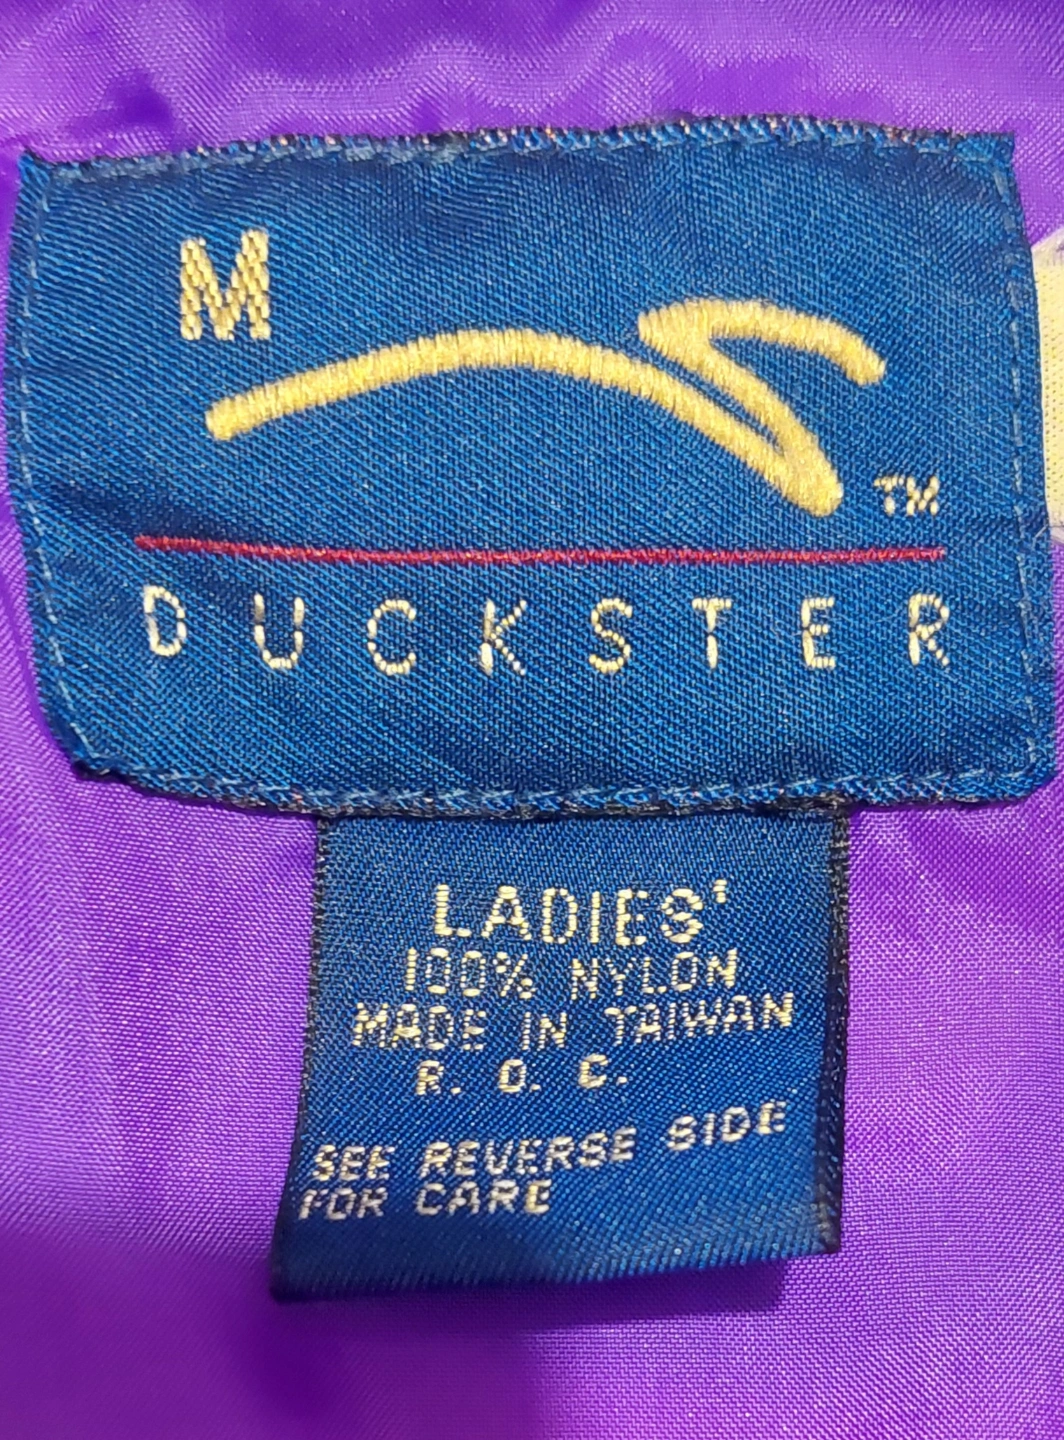 M
TM
DUCKSTER
LADIES'
100% NYLON
MADE IN TAIWAN
R. O. C.
SEE REVERSE SIDE
FOR CARE